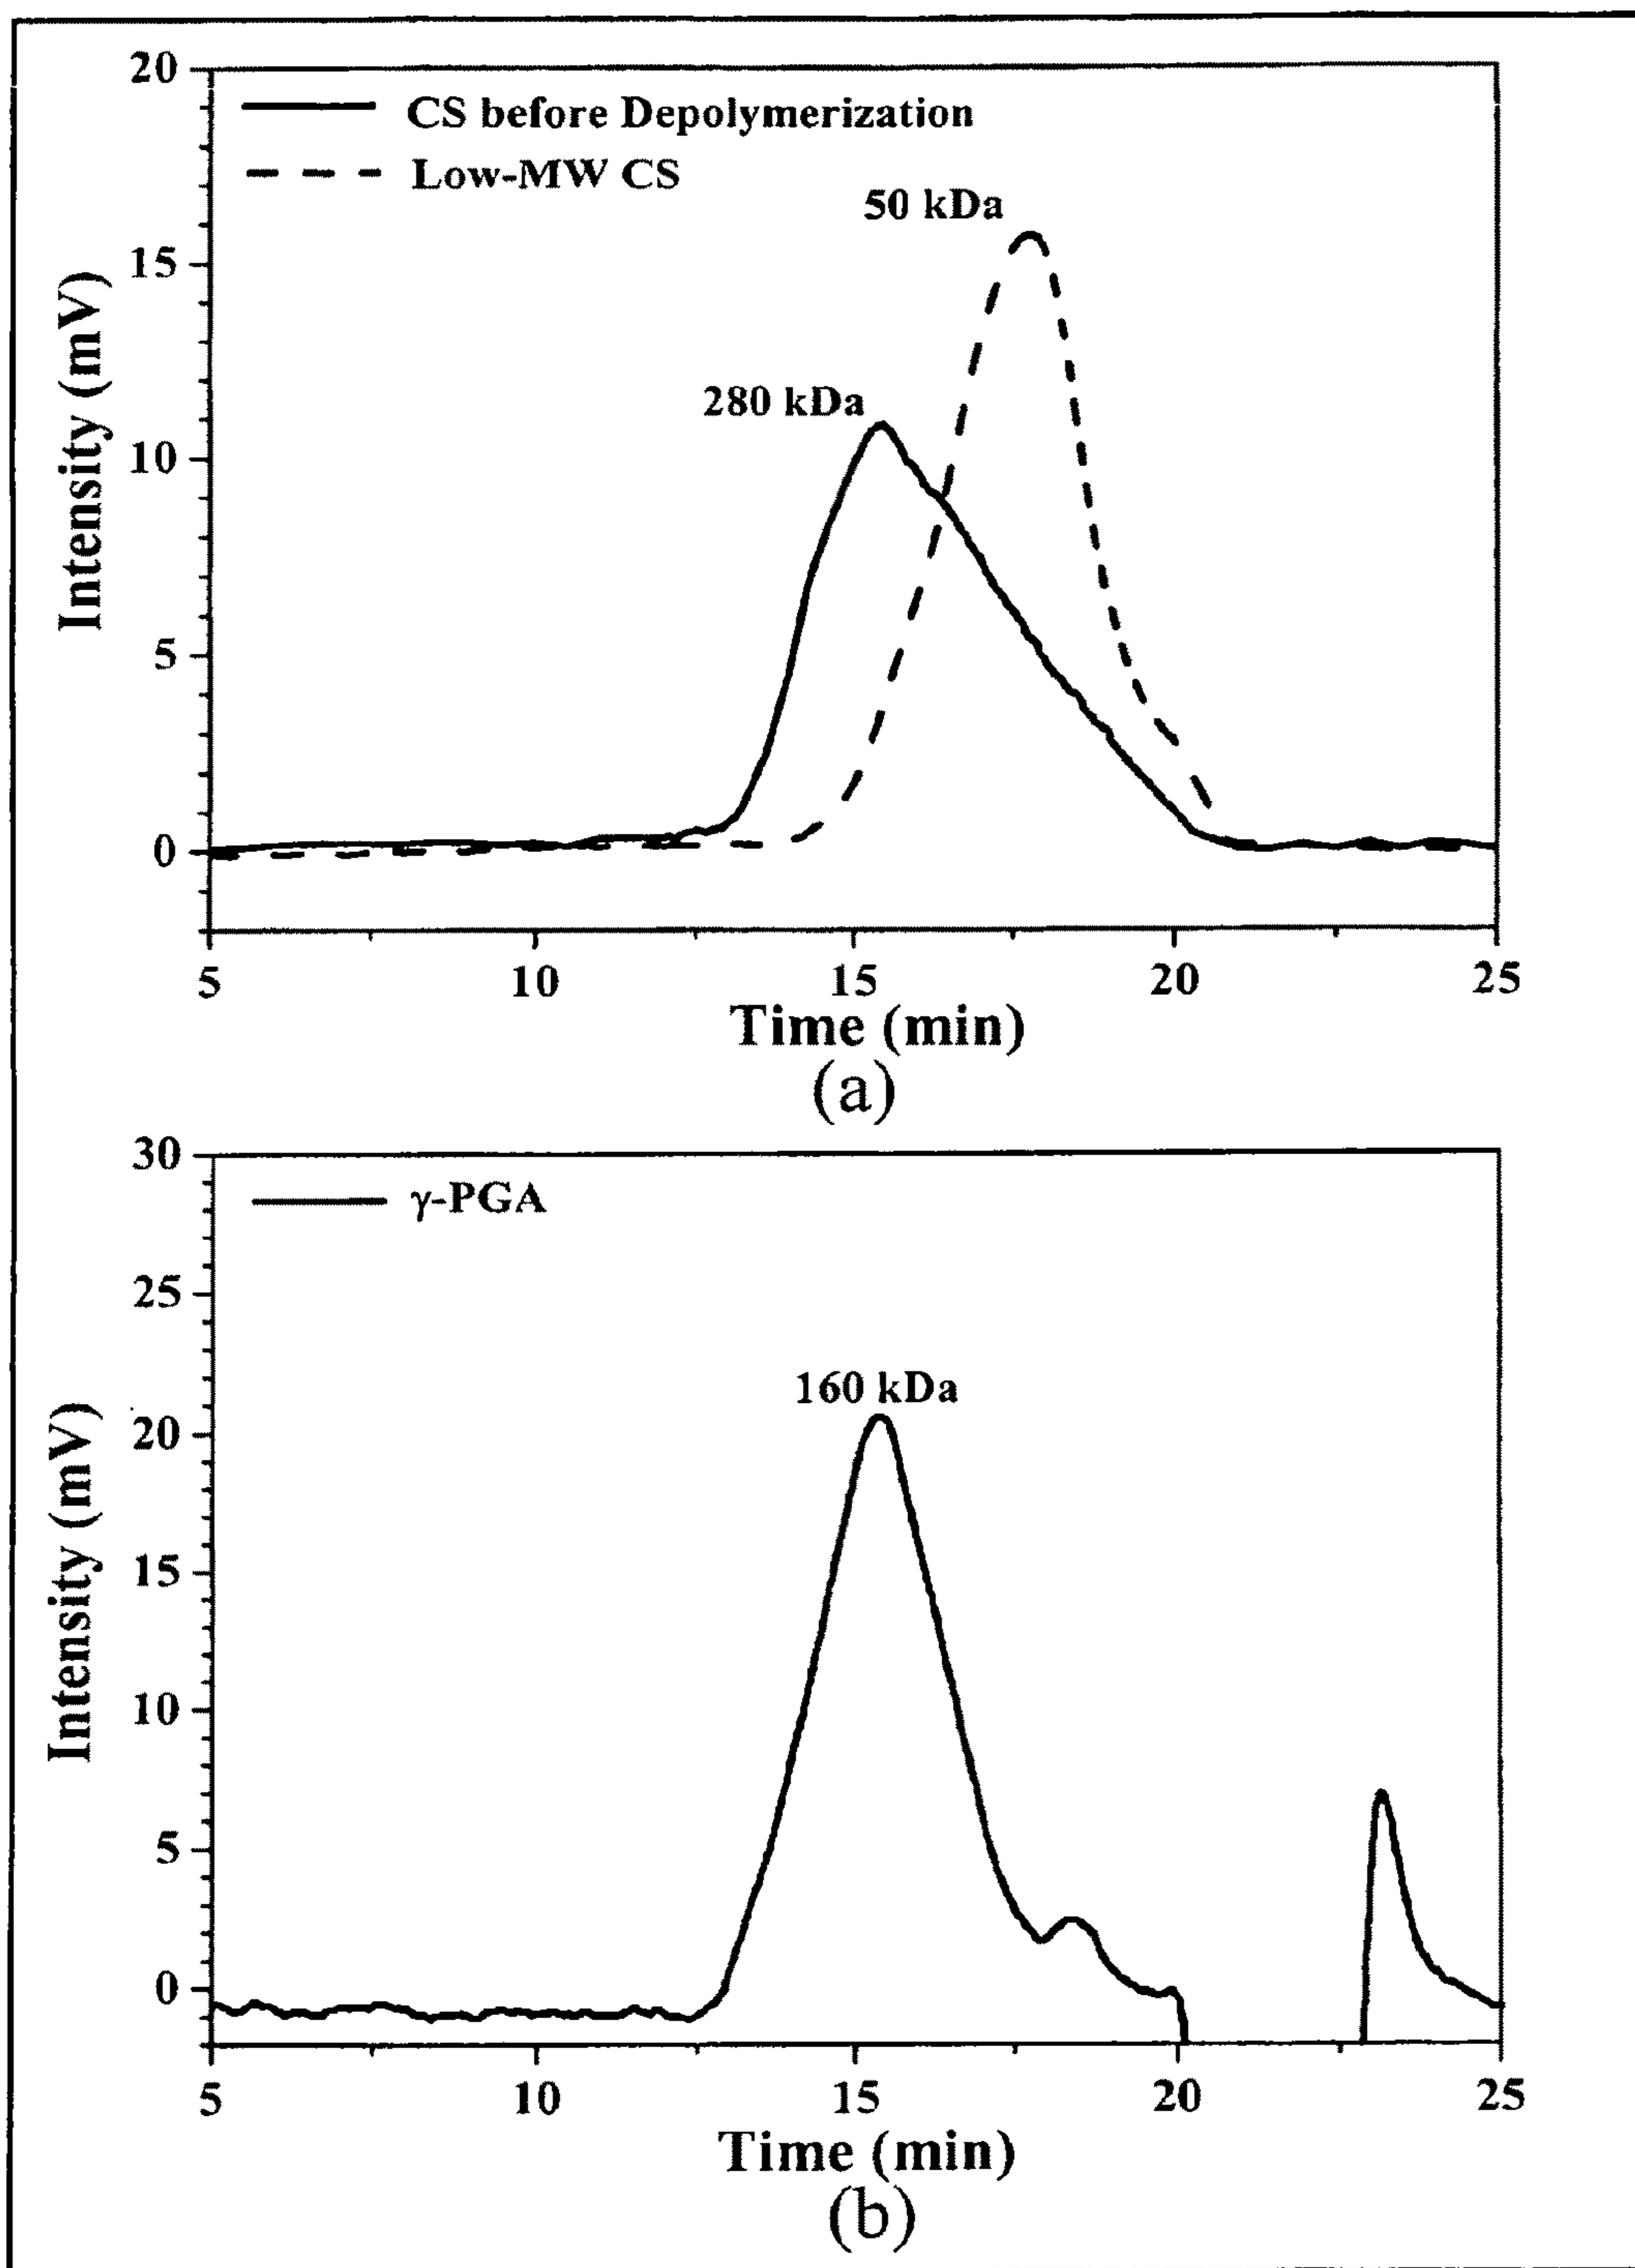 20
CS before Depolymerization
Low-MW CS
50 kDa
15
280 kDa
10
5
0
Intensity (mV)
5 10 15 20 25
Time (min)
(a)
30
γ-PGA
25
160 kDa
20
15
10
5
0
Intensity (mV)
5 10 15 20 25
Time (min)
(b)